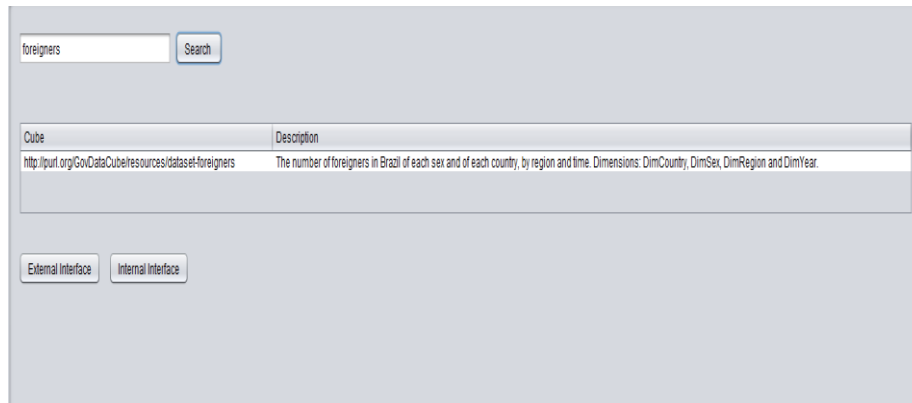 foreigners Search
Cube Description
http://purl.org/GovDataCube/resources/dataset-foreigners The number of foreigners in Brazil of each sex and of each country, by region and time. Dimensions: DimCountry, DimSex, DimRegion and DimYear.
External Interface Internal Interface